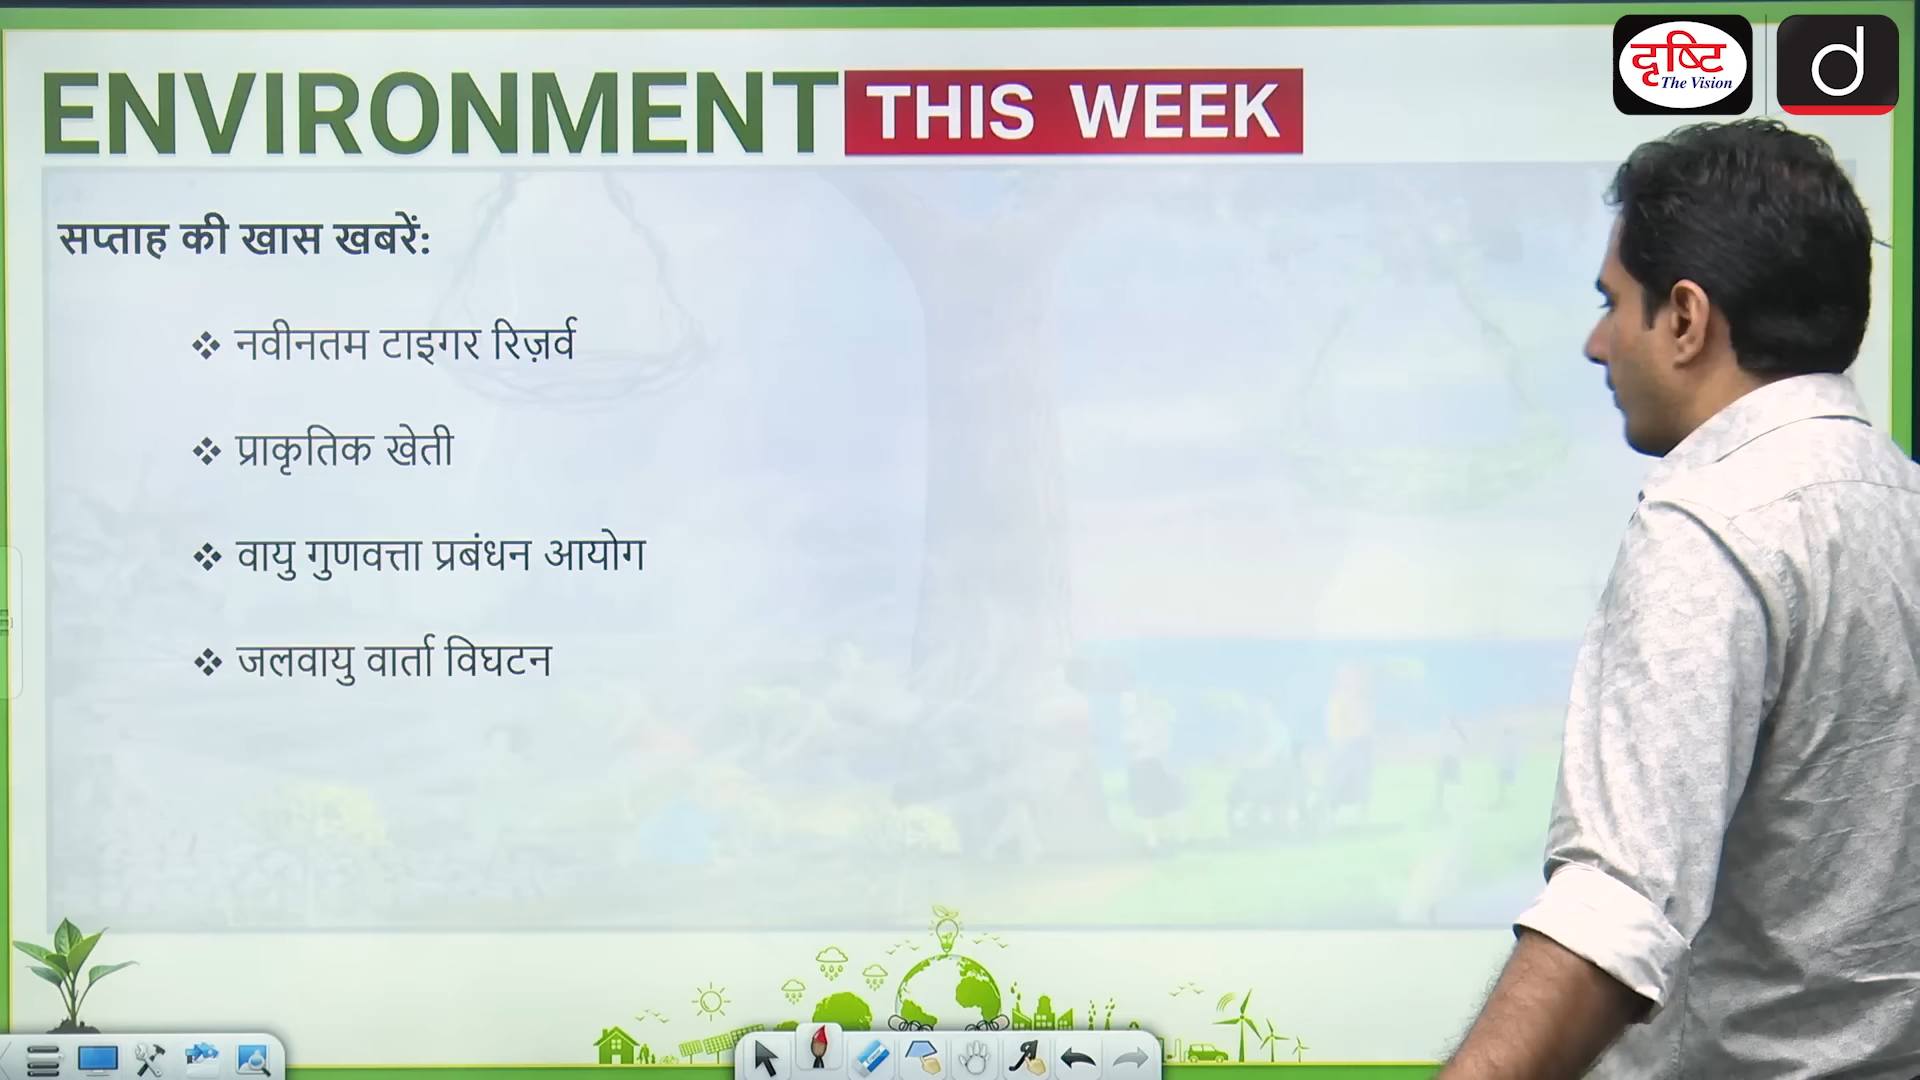 दृष्टि
The Vision
d
ENVIRONMENT THIS WEEK
सप्ताह की खास खबरें:
❖ नवीनतम टाइगर रिज़र्व
❖ प्राकृतिक खेती
❖ वायु गुणवत्ता प्रबंधन आयोग
❖ जलवायु वार्ता विघटन